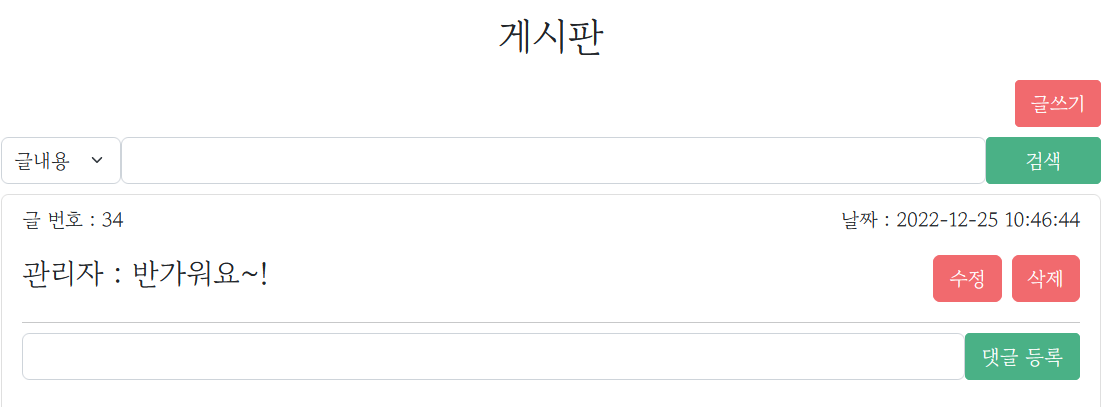 게시판
글쓰기
글내용 검색
글 번호 : 34 날짜 : 2022-12-25 10:46:44
관리자 : 반가워요~! 수정 삭제
댓글 등록